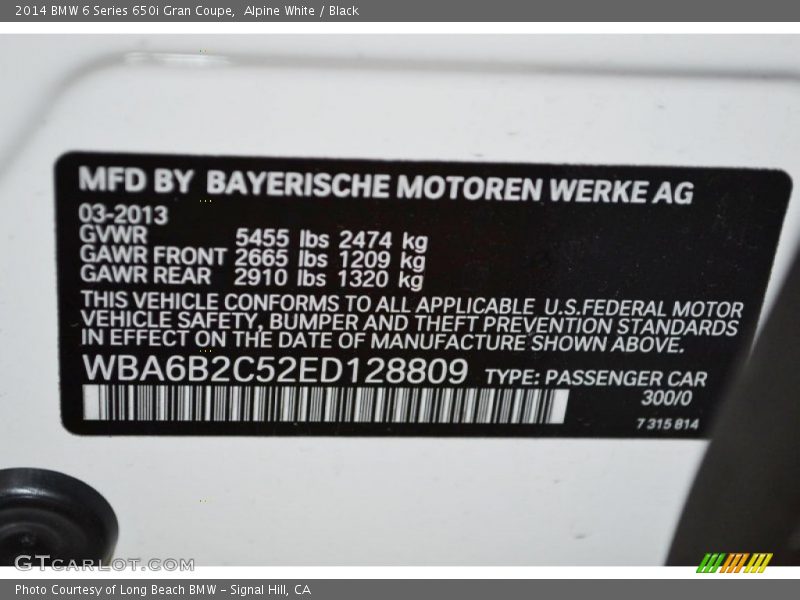 2014 BMW 6 Series 650i Gran Coupe,  Alpine White / Black
MFD BY BAYERISCHE MOTOREN WERKE AG
03-2013
GVWR 5455 lbs 2474 kg
GAWR FRONT 2665 lbs 1209 kg
GAWR REAR 2910 lbs 1320 kg
THIS VEHICLE CONFORMS TO ALL APPLICABLE U.S.FEDERAL MOTOR
VEHICLE SAFETY, BUMPER AND THEFT PREVENTION STANDARDS
IN EFFECT ON THE DATE OF MANUFACTURE SHOWN ABOVE.
WBA6B2C52ED128809 TYPE: PASSENGER CAR
300/0
7 315 814
GTCARLOT.COM
Photo Courtesy of Long Beach BMW - Signal Hill, CA